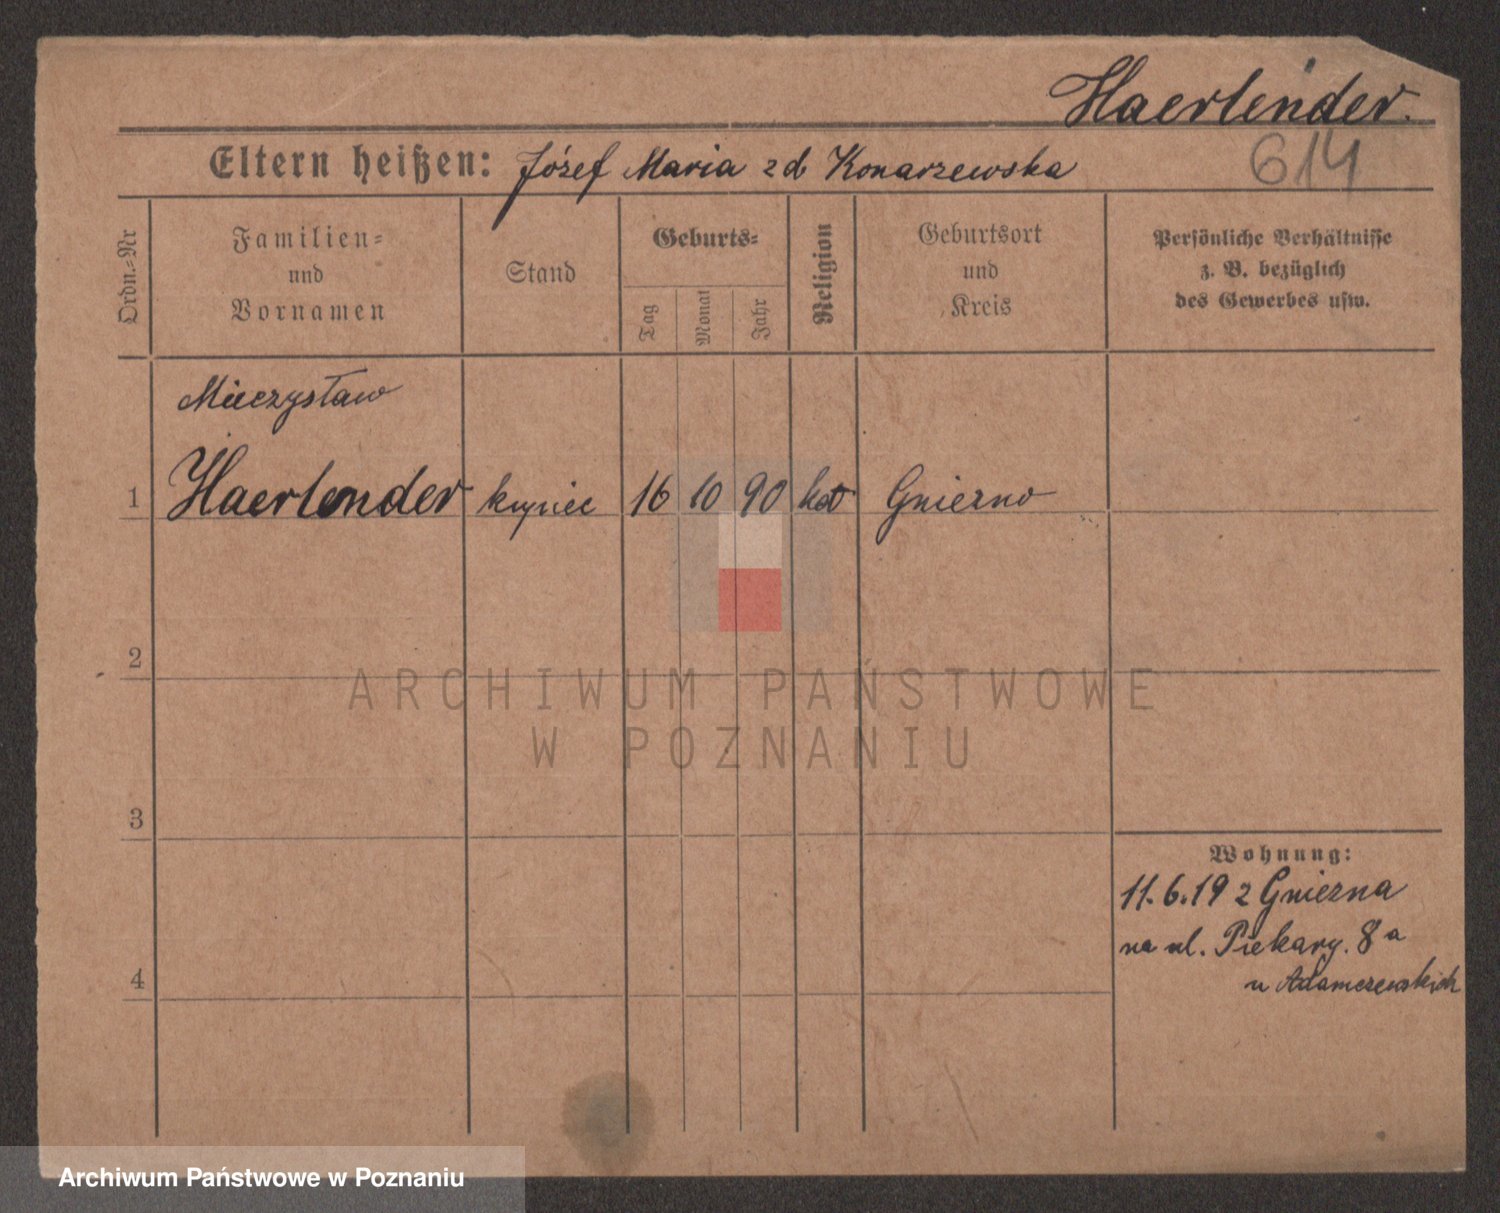 Haerlender.
614
Eltern heißen: Józef Maria zd Konarzewska
Ordn.=Nr
Familien=
und
Vornamen
Stand
Geburts=
Tag
Monat
Jahr
Religion
Geburtsort
und
Kreis
Persönliche Verhältnisse
z. B. bezüglich
des Gewerbes usw.
Mieczysław
1 Haerlender kupiec 16 10 90 kat Gniezno
2
ARCHIWUM PAŃSTWOWE
W POZNANIU
3
Wohnung:
11.6.19 z Gniezna
na ul. Piekary. 8a
4
u Adamczewskich
Archiwum Państwowe w Poznaniu